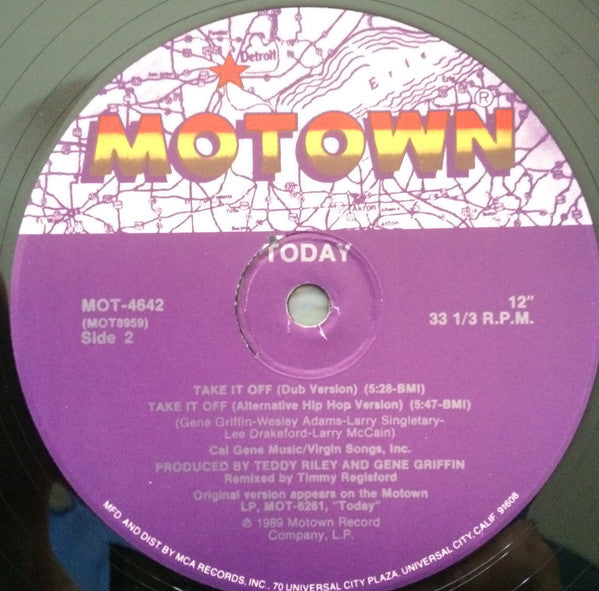 Detroit
Erie
MOTOWN®
Akron
TODAY
MOT-4642
(MOT8959)
Side 2
12"
33 1/3 R.P.M.
TAKE IT OFF (Dub Version) (5:28-BMI)
TAKE IT OFF (Alternative Hip Hop Version) (5:47-BMI)
(Gene Griffin-Wesley Adams-Larry Singletary-
Lee Drakeford-Larry McCain)
Cal Gene Music/Virgin Songs, Inc.
PRODUCED BY TEDDY RILEY AND GENE GRIFFIN
Remixed by Timmy Regisford
Original version appears on the Motown
LP, MOT-6261, "Today"
℗ 1989 Motown Record
Company, L.P.
MFD AND DIST BY MCA RECORDS, INC., 70 UNIVERSAL CITY PLAZA, UNIVERSAL CITY, CALIF. 91608